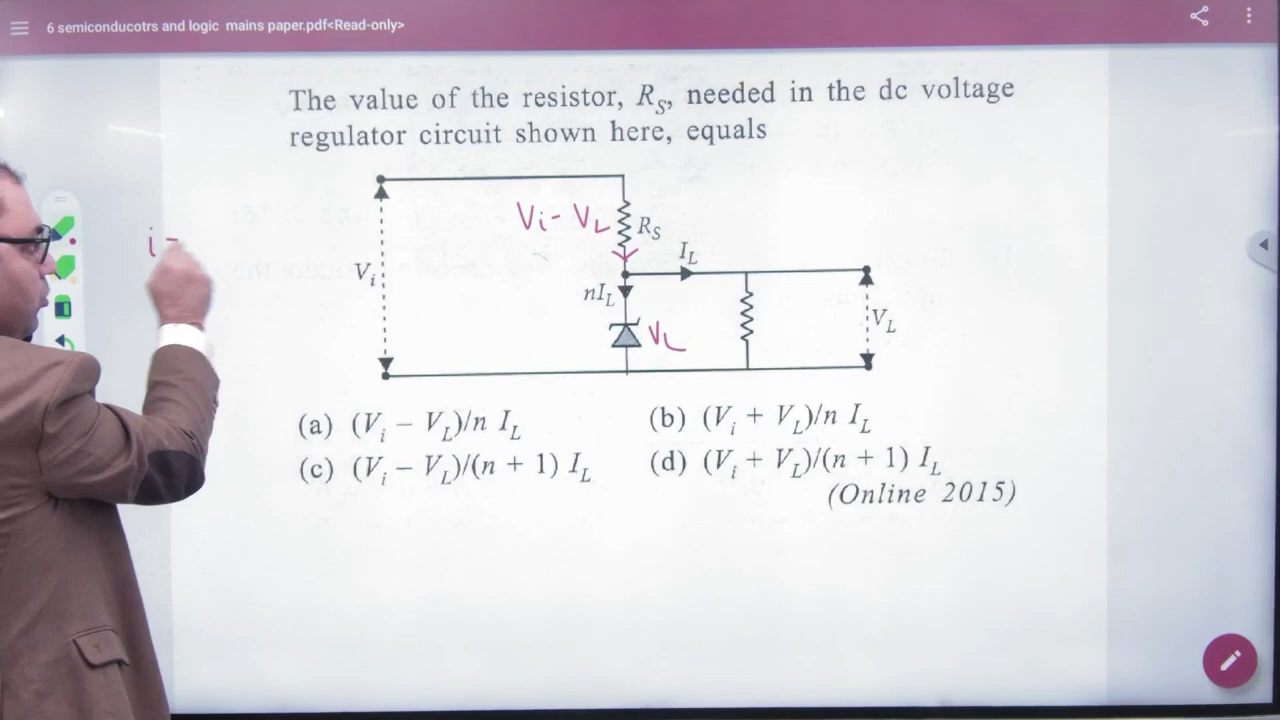 6 semiconducotrs and logic mains paper.pdf<Read-only>
The value of the resistor, R_S, needed in the dc voltage
regulator circuit shown here, equals
Vi - VL
R_S
I_L
V_i
nI_L
VL
V_L
i =
(a) (V_i − V_L)/n I_L
(b) (V_i + V_L)/n I_L
(c) (V_i − V_L)/(n + 1) I_L
(d) (V_i + V_L)/(n + 1) I_L
(Online 2015)